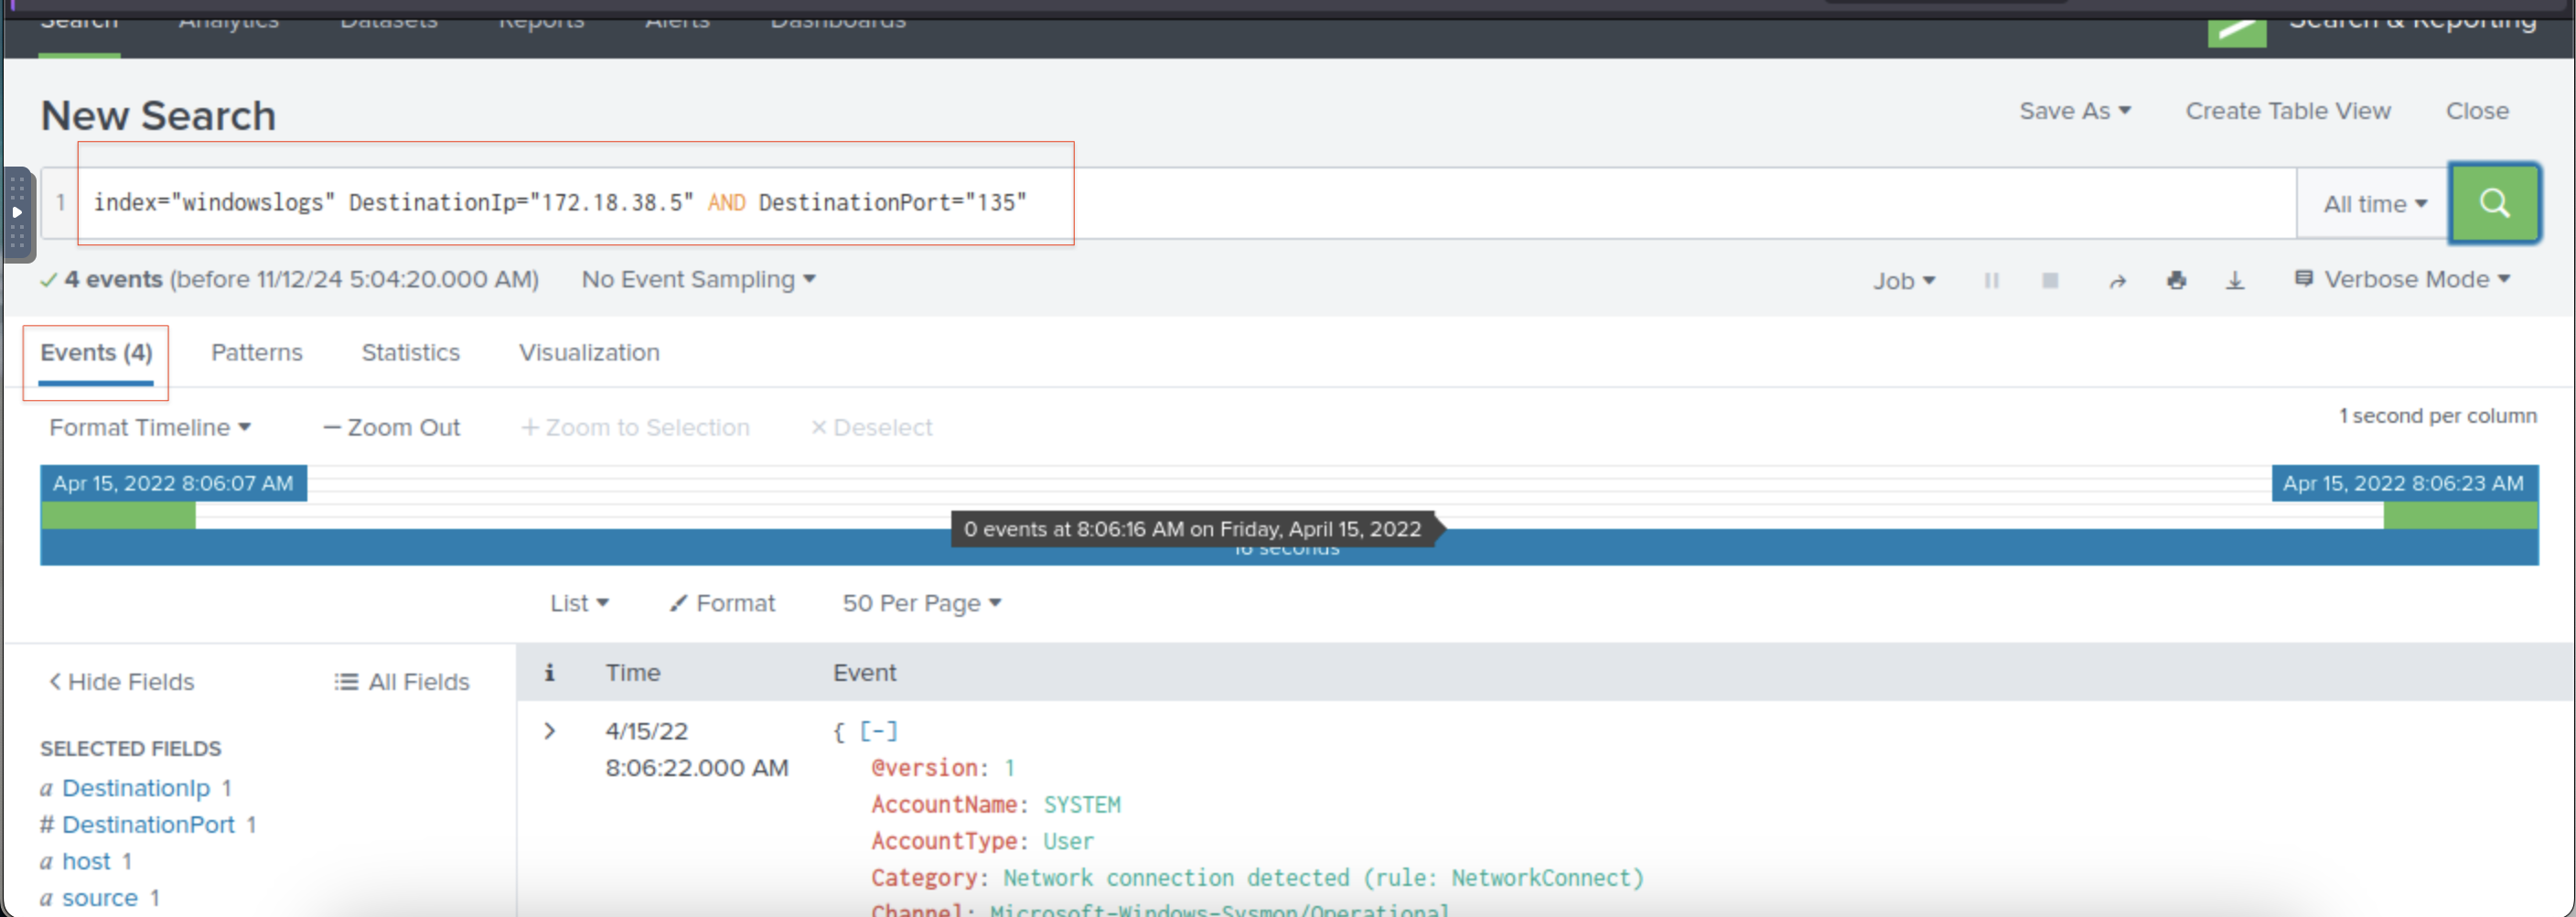 Search Analytics Datasets Reports Alerts Dashboards Search & Reporting
New Search
Save As Create Table View Close
1 index="windowslogs" DestinationIp="172.18.38.5" AND DestinationPort="135"
All time
4 events (before 11/12/24 5:04:20.000 AM) No Event Sampling Job Verbose Mode
Events (4) Patterns Statistics Visualization
Format Timeline — Zoom Out + Zoom to Selection × Deselect 1 second per column
Apr 15, 2022 8:06:07 AM Apr 15, 2022 8:06:23 AM
0 events at 8:06:16 AM on Friday, April 15, 2022
16 seconds
List Format 50 Per Page
< Hide Fields All Fields
i Time Event
SELECTED FIELDS
a DestinationIp 1
# DestinationPort 1
a host 1
a source 1
> 4/15/22
8:06:22.000 AM
{ [-]
@version: 1
AccountName: SYSTEM
AccountType: User
Category: Network connection detected (rule: NetworkConnect)
Channel: Microsoft-Windows-Sysmon/Operational